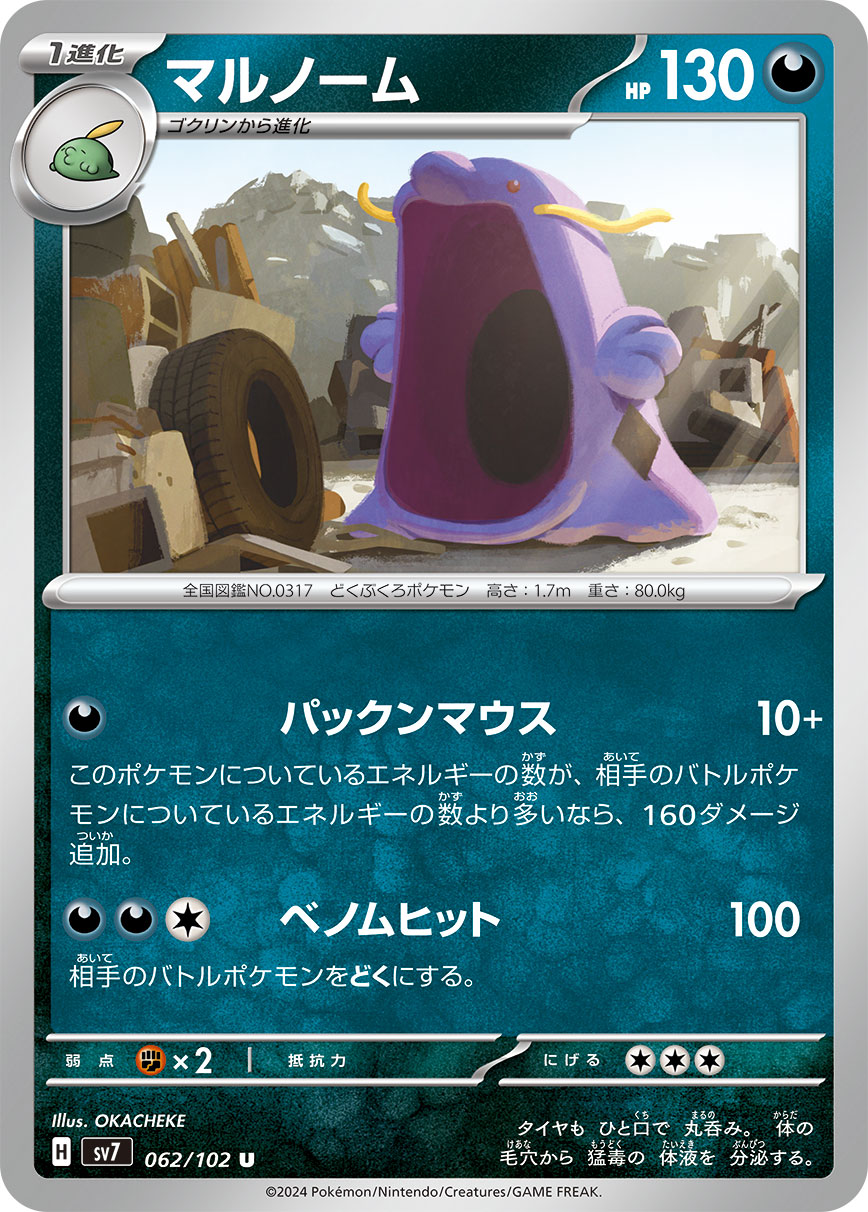 1進化
マルノーム
HP 130
ゴクリンから進化
全国図鑑NO.0317 どくぶくろポケモン 高さ：1.7m 重さ：80.0kg
パックンマウス 10+
このポケモンについているエネルギーの数が、相手のバトルポケ
モンについているエネルギーの数より多いなら、160ダメージ
追加。
ベノムヒット 100
相手のバトルポケモンをどくにする。
弱点 ×2 抵抗力 にげる
Illus. OKACHEKE
タイヤも ひと口で 丸呑み。 体の
毛穴から 猛毒の 体液を 分泌する。
H sv7 062/102 U
©2024 Pokémon/Nintendo/Creatures/GAME FREAK.